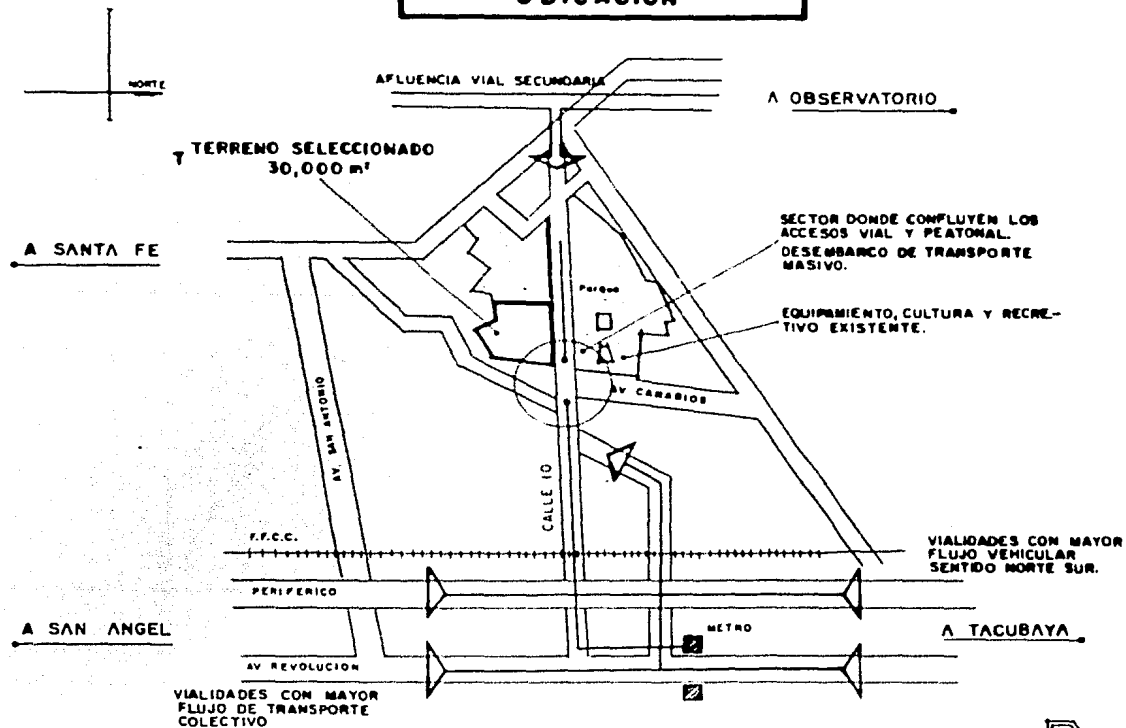 UBICACION
NORTE
AFLUENCIA VIAL SECUNDARIA
A OBSERVATORIO
TERRENO SELECCIONADO
30,000 m²
A SANTA FE
SECTOR DONDE CONFLUYEN LOS
ACCESOS VIAL Y PEATONAL.
DESEMBARCO DE TRANSPORTE
MASIVO.
Parque
EQUIPAMIENTO, CULTURA Y RECRE-
TIVO EXISTENTE.
AV CANARIOS
AV. SAN ANTONIO
CALLE 10
F.F.C.C.
VIALIDADES CON MAYOR
FLUJO VEHICULAR
SENTIDO NORTE SUR.
PERIFERICO
A SAN ANGEL
METRO
A TACUBAYA
AV REVOLUCION
VIALIDADES CON MAYOR
FLUJO DE TRANSPORTE
COLECTIVO